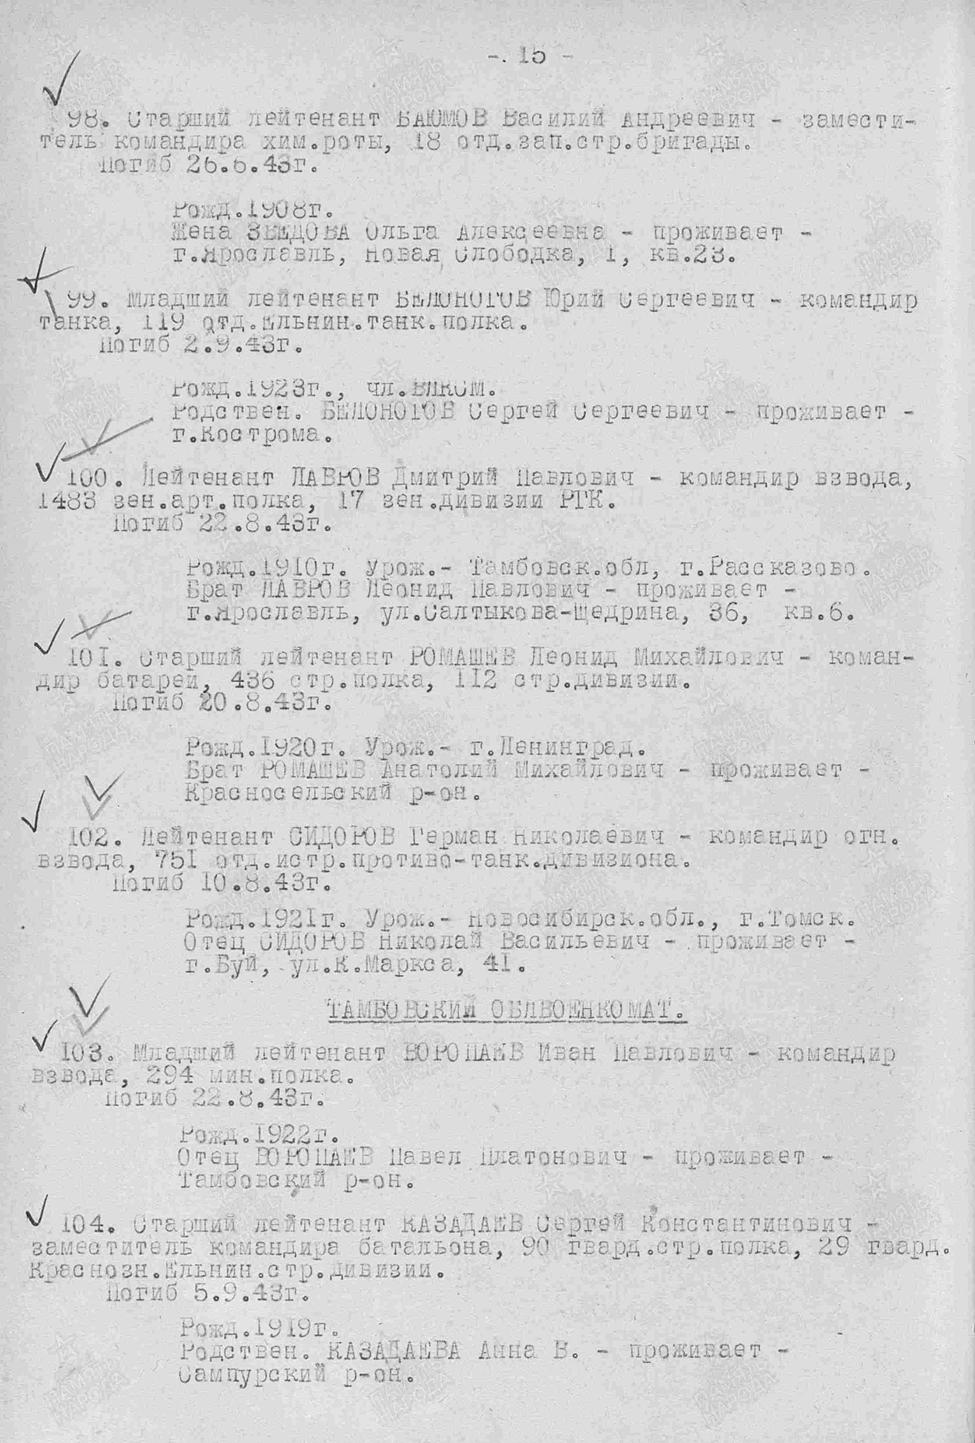 -. 15 -
98. Старший лейтенант БАЮМОВ Василий Андреевич - замести-
тель командира хим.роты, 18 отд.зап.стр.бригады.
Погиб 26.6.43г.
Рожд.1908г.
Жена ЗВЕДОВА Ольга Алексеевна - проживает -
г.Ярославль, Новая Слободка, 1, кв.23.
99. Младший лейтенант БЕЛОНОГОВ Юрий Сергеевич - командир
танка, 119 отд.Ельнин.танк.полка.
Погиб 2.9.43г.
Рожд.1923г., чл.ВЛКСМ.
Родствен. БЕЛОНОГОВ Сергей Сергеевич - проживает -
г.Кострома.
100. Лейтенант ЛАВРОВ Дмитрий Павлович - командир взвода,
1483 зен.арт.полка, 17 зен.дивизии РГК.
Погиб 22.8.43г.
Рожд.1910г. Урож.- Тамбовск.обл, г.Рассказово.
Брат ЛАВРОВ Леонид Павлович - проживает -
г.Ярославль, ул.Салтыкова-Щедрина, 36, кв.6.
101. Старший лейтенант РОМАШЕВ Леонид Михайлович - коман-
дир батареи, 436 стр.полка, 112 стр.дивизии.
Погиб 20.8.43г.
Рожд.1920г. Урож.- г.Ленинград.
Брат РОМАШЕВ Анатолий Михайлович - проживает -
Красносельский р-он.
102. Лейтенант СИДОРОВ Герман Николаевич - командир огн.
взвода, 751 отд.истр.противо-танк.дивизиона.
Погиб 10.8.43г.
Рожд.1921г. Урож.- Новосибирск.обл., г.Томск.
Отец СИДОРОВ Николай Васильевич - проживает -
г.Буй, ул.К.Маркса, 41.
ТАМБОВСКИЙ ОБЛВОЕНКОМАТ.
103. Младший лейтенант ВОРОПАЕВ Иван Павлович - командир
взвода, 294 мин.полка.
Погиб 22.8.43г.
Рожд.1922г.
Отец ВОРОПАЕВ Павел Платонович - проживает -
Тамбовский р-он.
104. Старший лейтенант КАЗАДАЕВ Сергей Константинович -
заместитель командира батальона, 90 гвард.стр.полка, 29 гвард.
Краснозн.Ельнин.стр.дивизии.
Погиб 5.9.43г.
Рожд.1919г.
Родствен. КАЗАДАЕВА Анна В. - проживает -
Сампурский р-он.